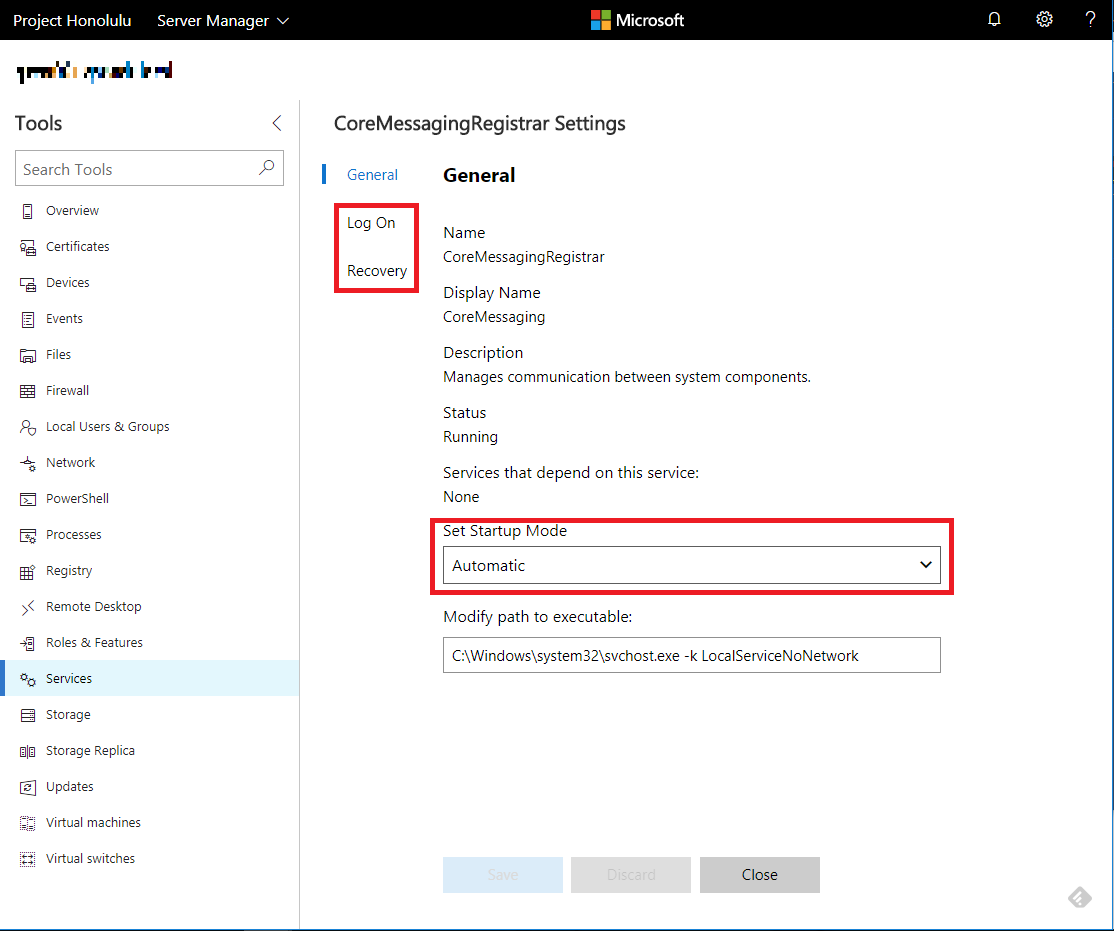 Project Honolulu Server Manager Microsoft ?
Tools
Search Tools
Overview
Certificates
Devices
Events
Files
Firewall
Local Users & Groups
Network
PowerShell
Processes
Registry
Remote Desktop
Roles & Features
Services
Storage
Storage Replica
Updates
Virtual machines
Virtual switches
CoreMessagingRegistrar Settings
General
Log On
Recovery
General
Name
CoreMessagingRegistrar
Display Name
CoreMessaging
Description
Manages communication between system components.
Status
Running
Services that depend on this service:
None
Set Startup Mode
Automatic
Modify path to executable:
C:\Windows\system32\svchost.exe -k LocalServiceNoNetwork
Save Discard Close